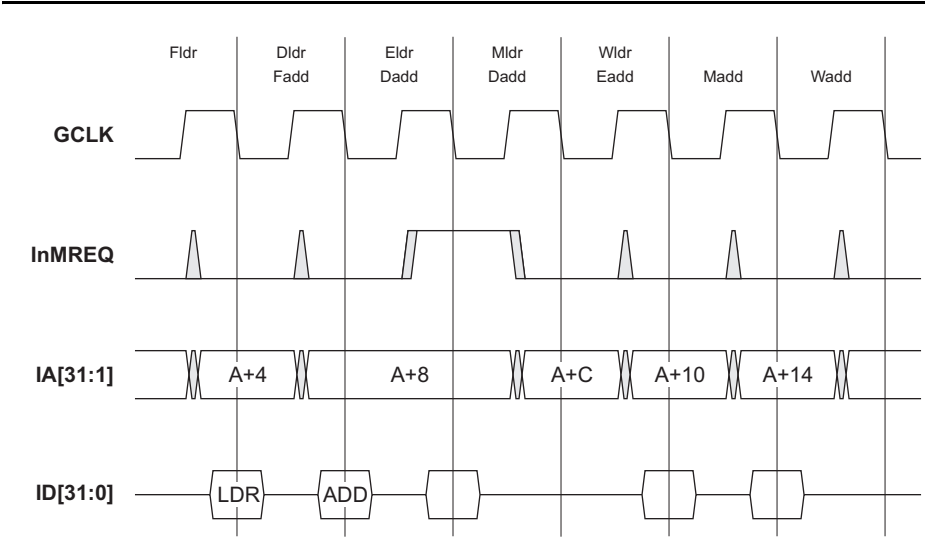 Fldr Dldr Eldr Mldr Wldr
Fadd Dadd Dadd Eadd Madd Wadd
GCLK
InMREQ
IA[31:1] A+4 A+8 A+C A+10 A+14
ID[31:0] LDR ADD